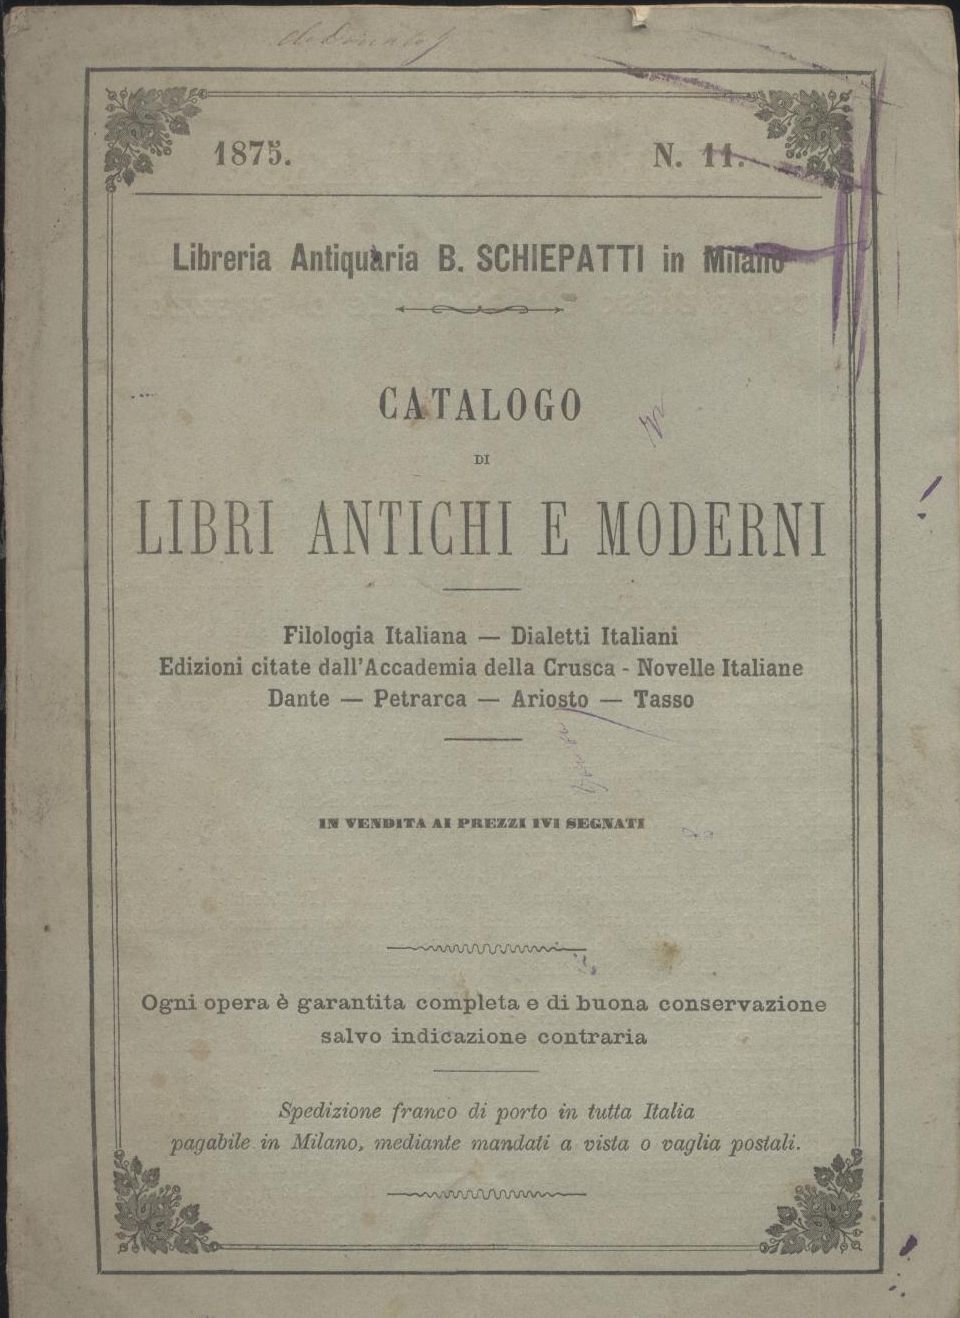 1875.
N. 11.
Libreria Antiquaria B. SCHIEPATTI in Milano
CATALOGO
DI
LIBRI ANTICHI E MODERNI
Filologia Italiana — Dialetti Italiani
Edizioni citate dall'Accademia della Crusca - Novelle Italiane
Dante — Petrarca — Ariosto — Tasso
IN VENDITA AI PREZZI IVI SEGNATI
Ogni opera è garantita completa e di buona conservazione
salvo indicazione contraria
Spedizione franco di porto in tutta Italia
pagabile in Milano, mediante mandati a vista o vaglia postali.